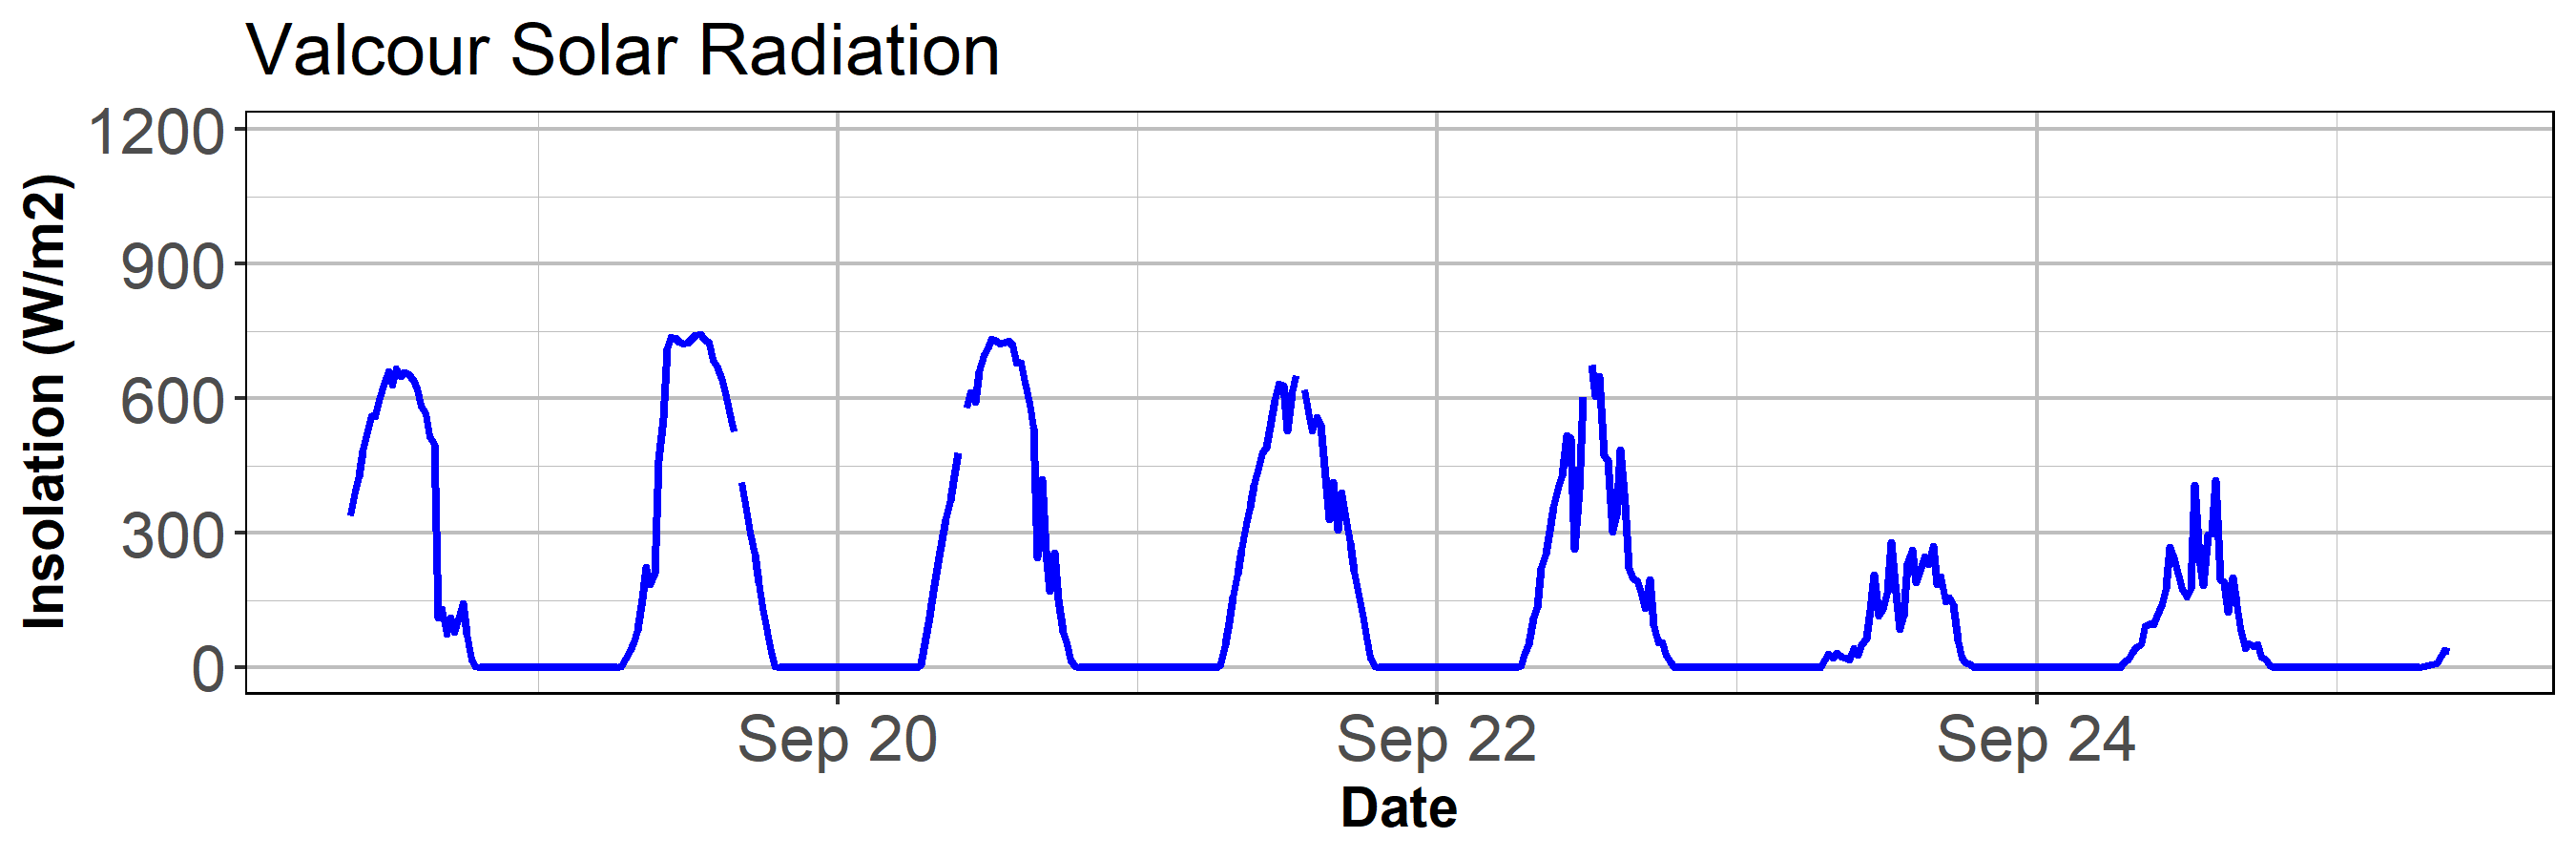 Valcour Solar Radiation
1200
900
600
300
0
Insolation (W/m2)
Sep 20
Sep 22
Sep 24
Date